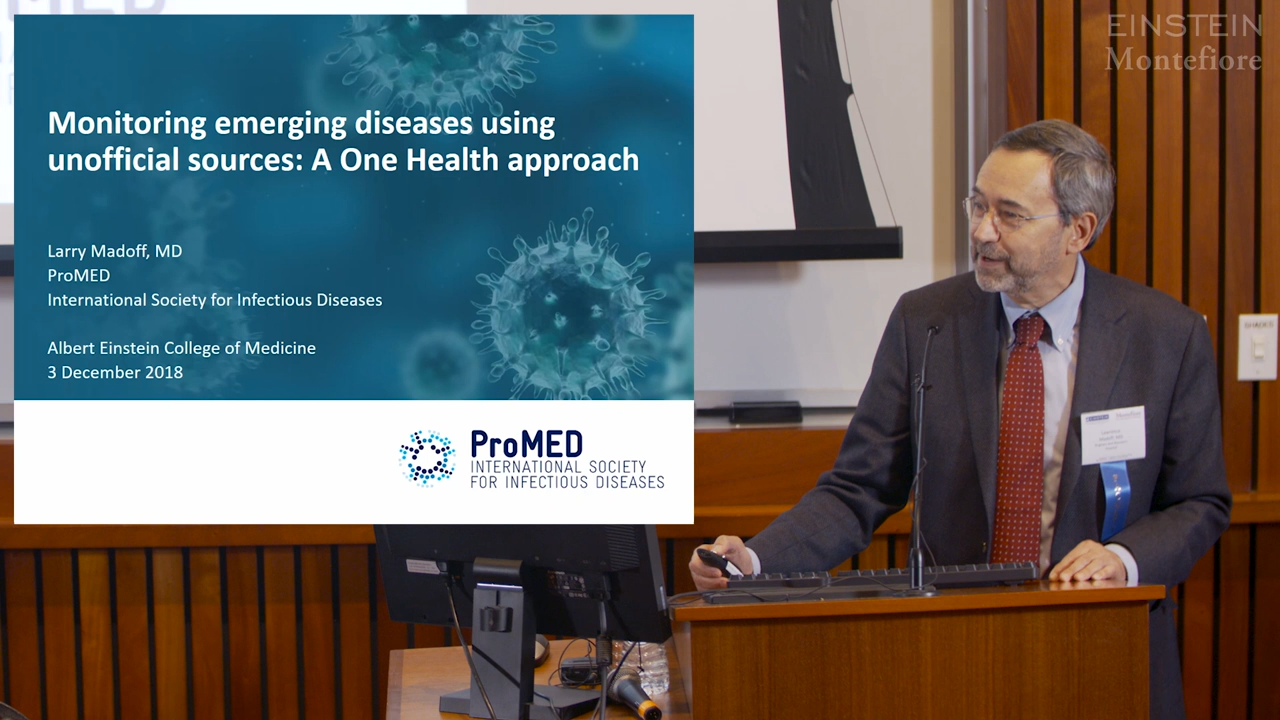 EINSTEIN
Montefiore
Monitoring emerging diseases using
unofficial sources: A One Health approach
Larry Madoff, MD
ProMED
International Society for Infectious Diseases
Albert Einstein College of Medicine
3 December 2018
ProMED
INTERNATIONAL SOCIETY
FOR INFECTIOUS DISEASES
SHADES